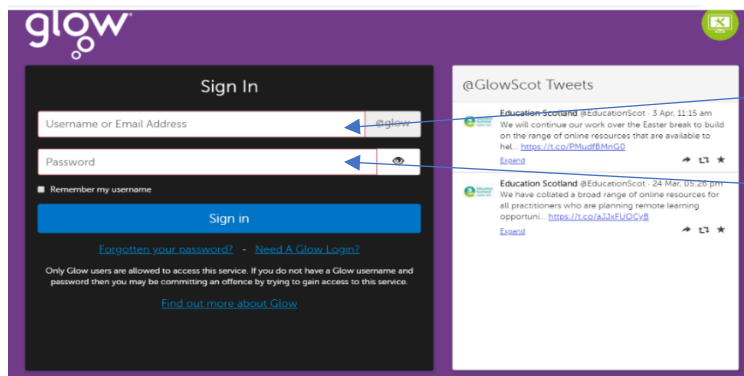 glow
Sign In
Username or Email Address @glow
Password
Remember my username
Sign in
Forgotten your password? - Need A Glow Login?
Only Glow users are allowed to access this service. If you do not have a Glow username and
password then you may be committing an offence by trying to gain access to this service.
Find out more about Glow
@GlowScot Tweets
Education Scotland @EducationScot · 3 Apr, 11:15 am
We will continue our work over the Easter break to build
on the range of online resources that are available to
hel... https://t.co/PMudfBMnG0
Expand
Education Scotland @EducationScot · 24 Mar, 05:26 pm
We have collated a broad range of online resources for
all practitioners who are planning remote learning
opportuni... https://t.co/aJJxFUOCyB
Expand